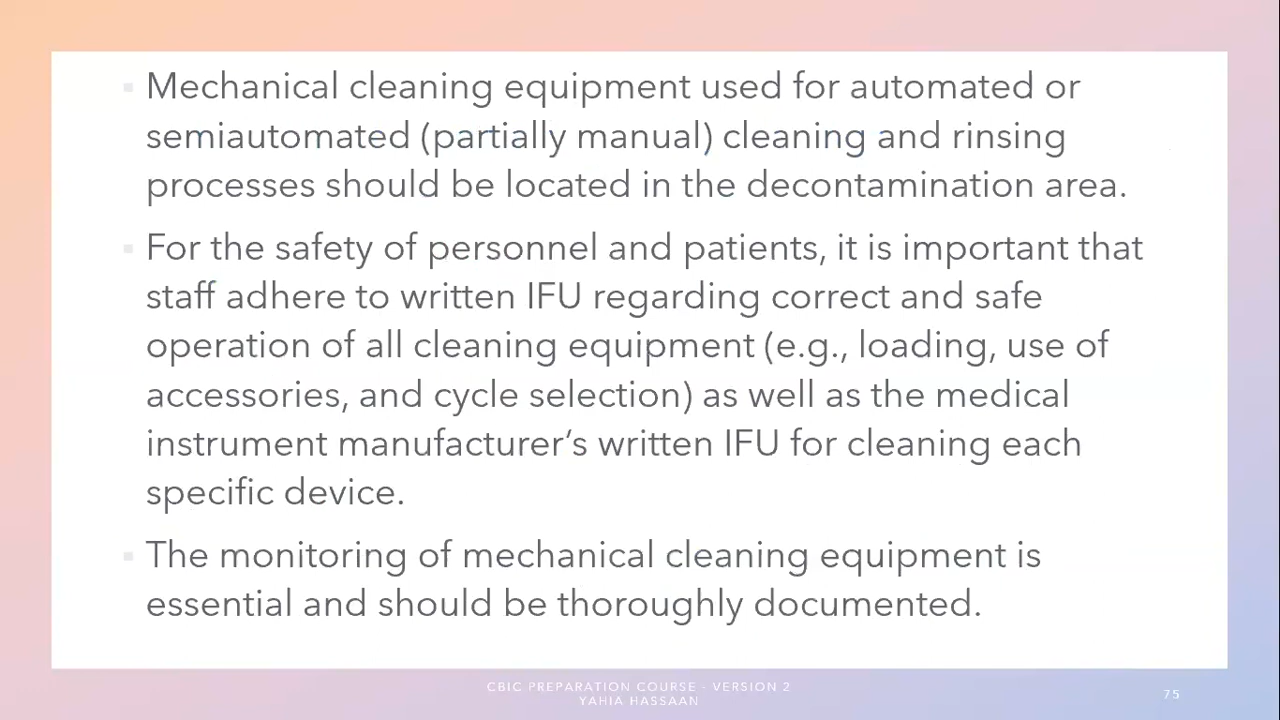 Mechanical cleaning equipment used for automated or
semiautomated (partially manual) cleaning and rinsing
processes should be located in the decontamination area.
For the safety of personnel and patients, it is important that
staff adhere to written IFU regarding correct and safe
operation of all cleaning equipment (e.g., loading, use of
accessories, and cycle selection) as well as the medical
instrument manufacturer‘s written IFU for cleaning each
specific device.
The monitoring of mechanical cleaning equipment is
essential and should be thoroughly documented.
CBIC PREPARATION COURSE - VERSION 2
YAHIA HASSAAN
75